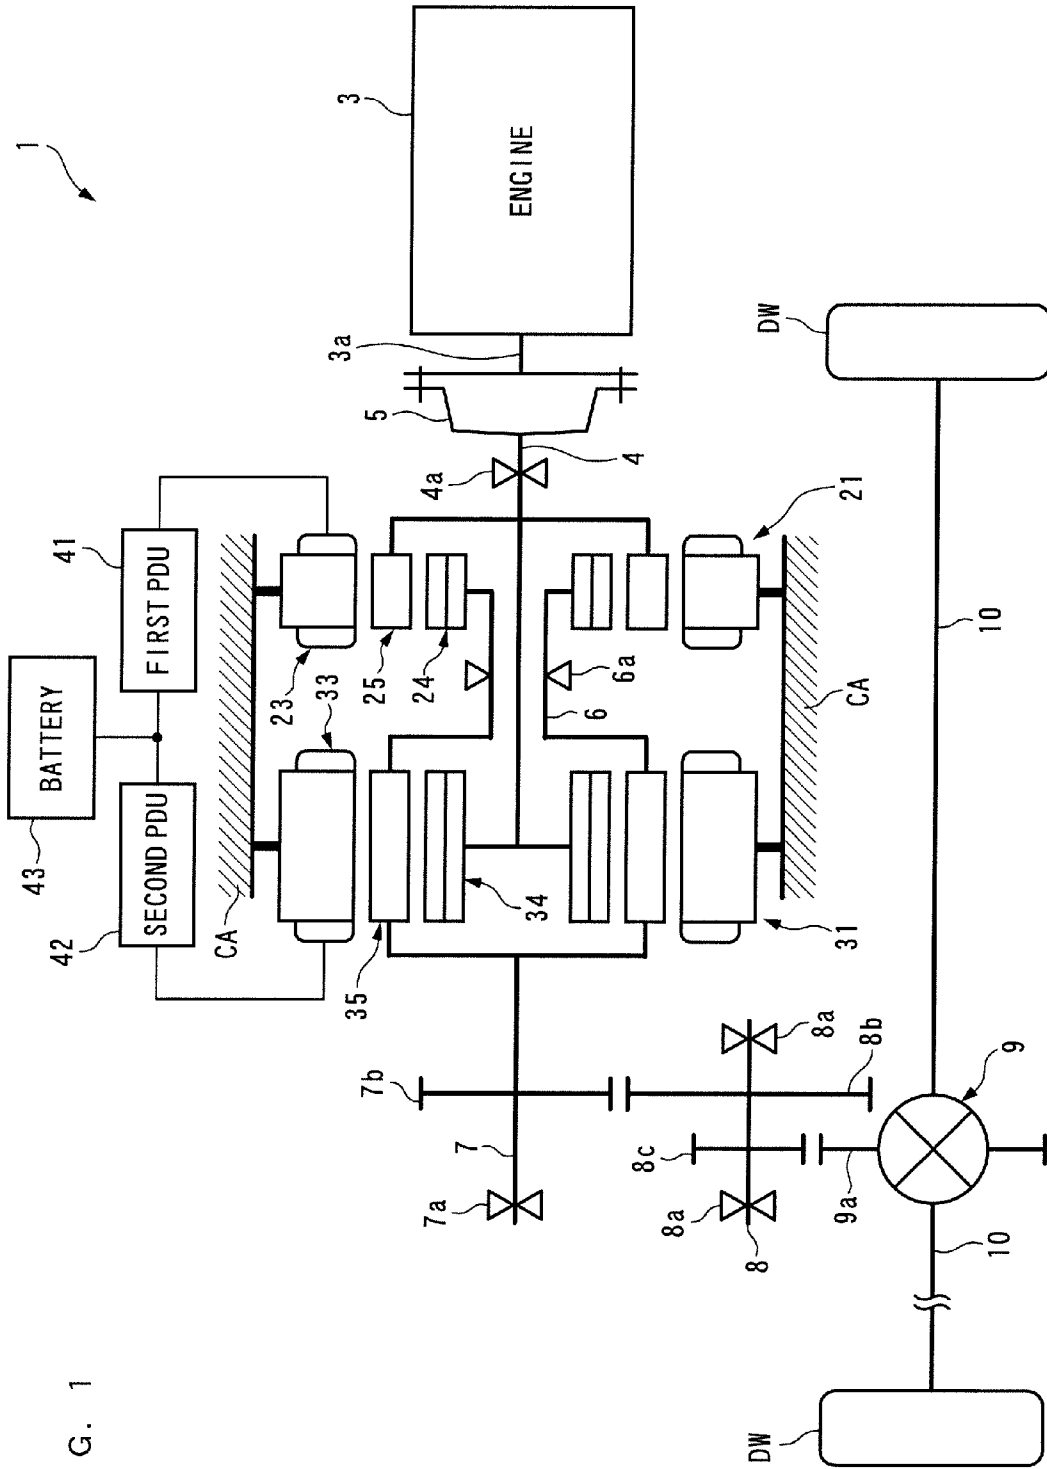 G. 1
1
3
ENGINE
3a
5
4
4a
41
FIRST PDU
BATTERY
43
SECOND PDU
42
CA
23
33
25
24
21
6a
6
CA
34
35
31
7b
7
7a
8a
8b
8c
8a
8
9
9a
10
10
DW
DW